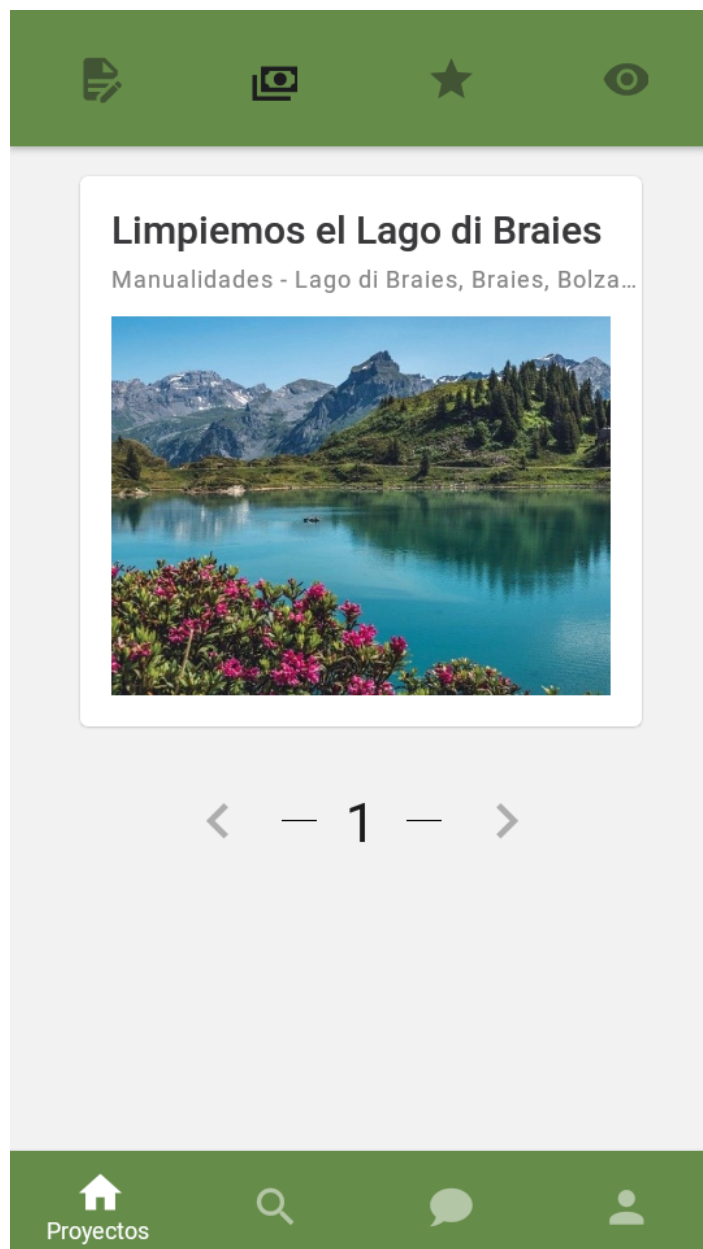 Limpiemos el Lago di Braies
Manualidades - Lago di Braies, Braies, Bolza...
1
Proyectos